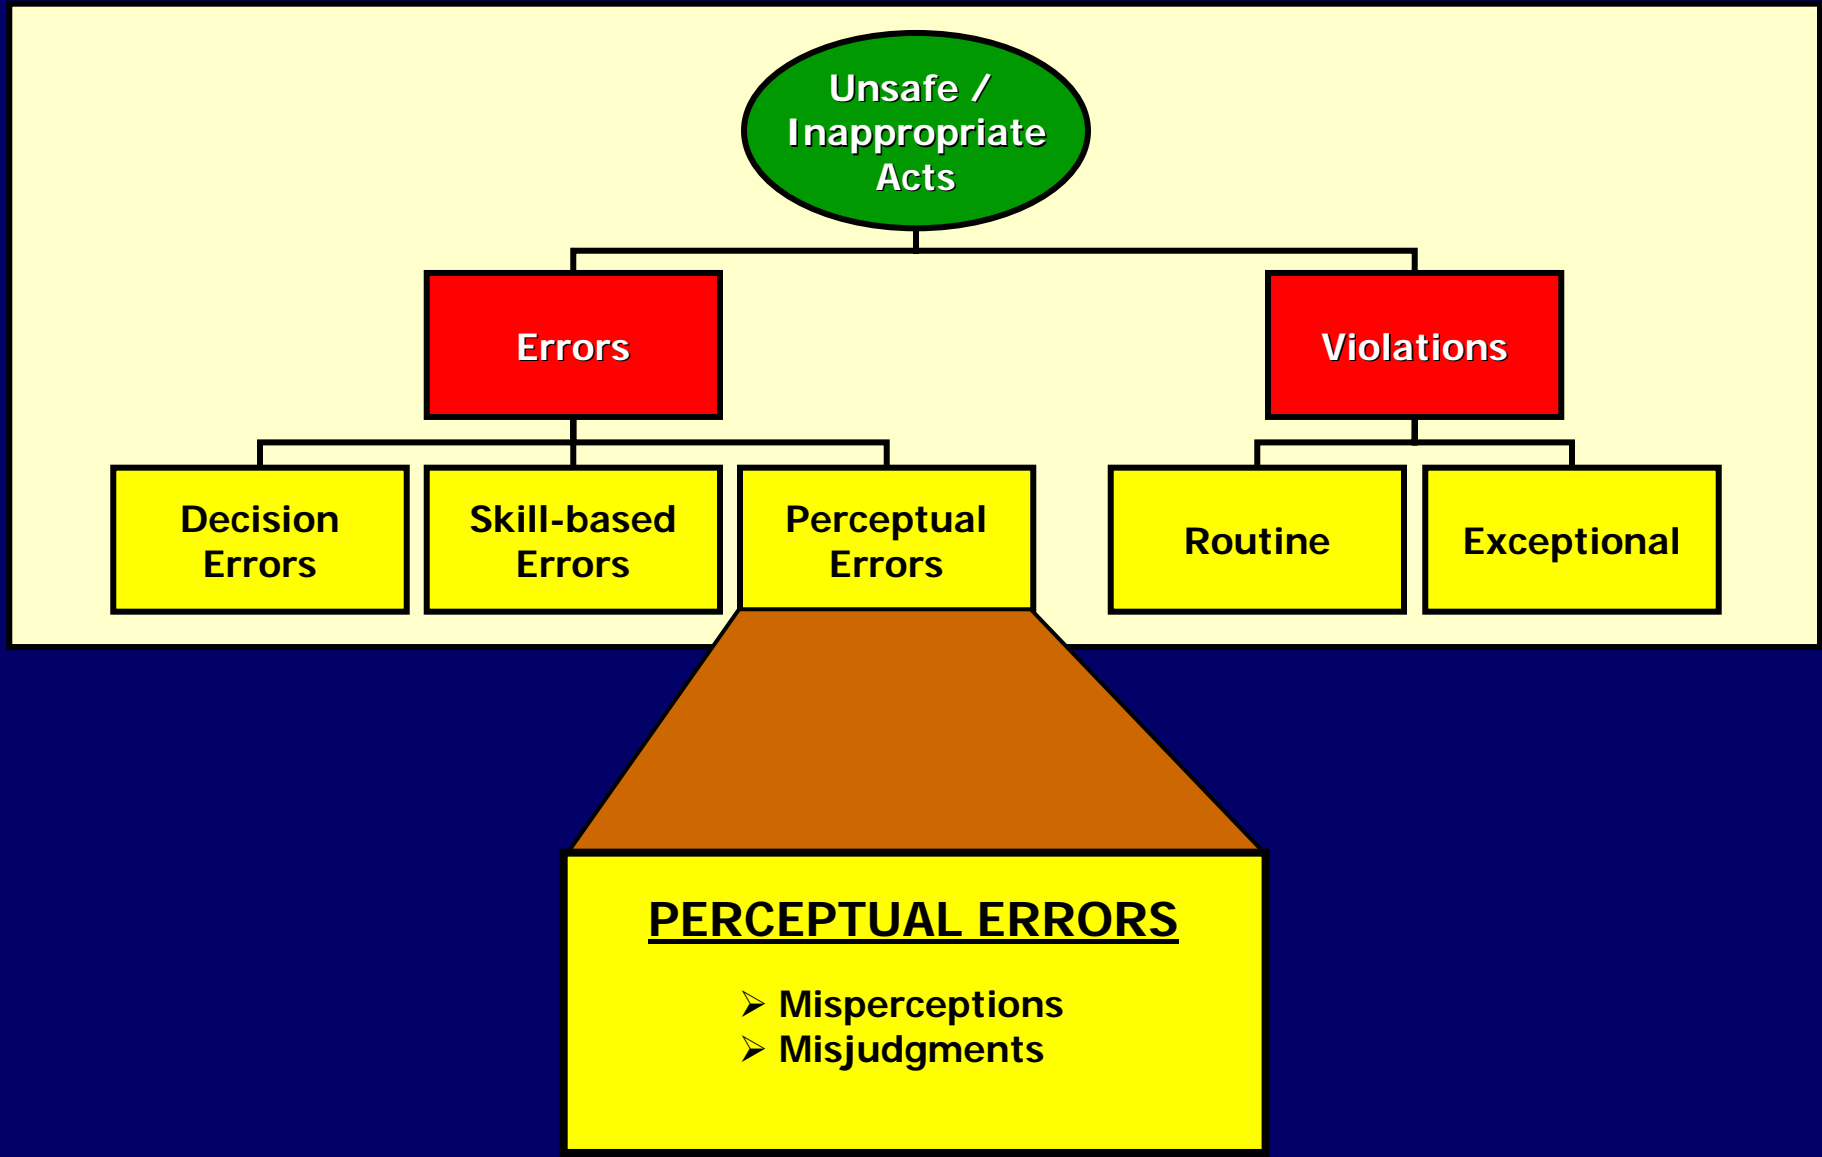 Unsafe /
Inappropriate
Acts
Errors
Violations
Decision
Errors
Skill-based
Errors
Perceptual
Errors
Routine
Exceptional
PERCEPTUAL ERRORS
➢ Misperceptions
➢ Misjudgments